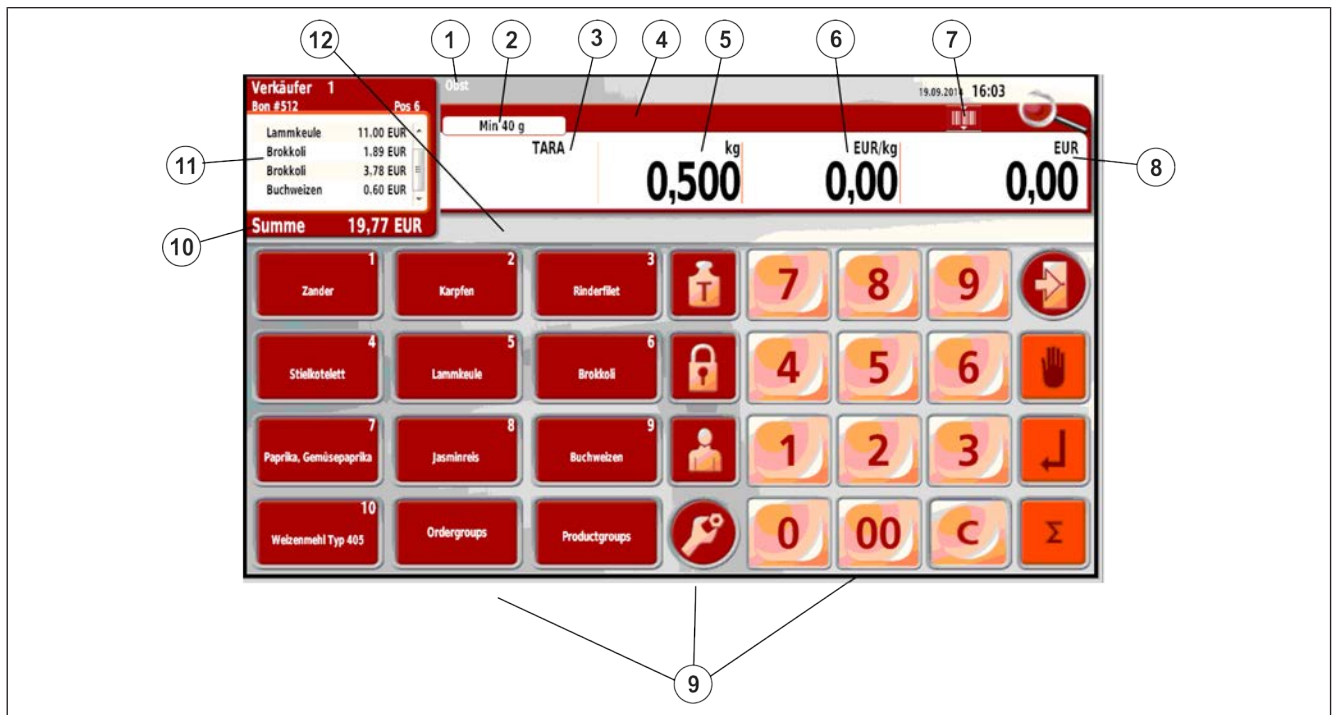 12 1 2 3 4 5 6 7
Verkäufer 1
Bon #512 Pos 6
Obst
19.09.2014 16:03
Min 40 g
Lammkeule 11.00 EUR
Brokkoli 1.89 EUR
Brokkoli 3.78 EUR
Buchweizen 0.60 EUR
Summe 19,77 EUR
TARA kg EUR/kg EUR
0,500 0,00 0,00
11
8
10
1 Zander
2 Karpfen
3 Rinderfilet
T
7 8 9
4 Stielkotelett
5 Lammkeule
6 Brokkoli
4 5 6
7 Paprika, Gemüsepaprika
8 Jasminreis
9 Buchweizen
1 2 3
10 Weizenmehl Typ 405
Ordergroups
Productgroups
0 00 C Σ
9